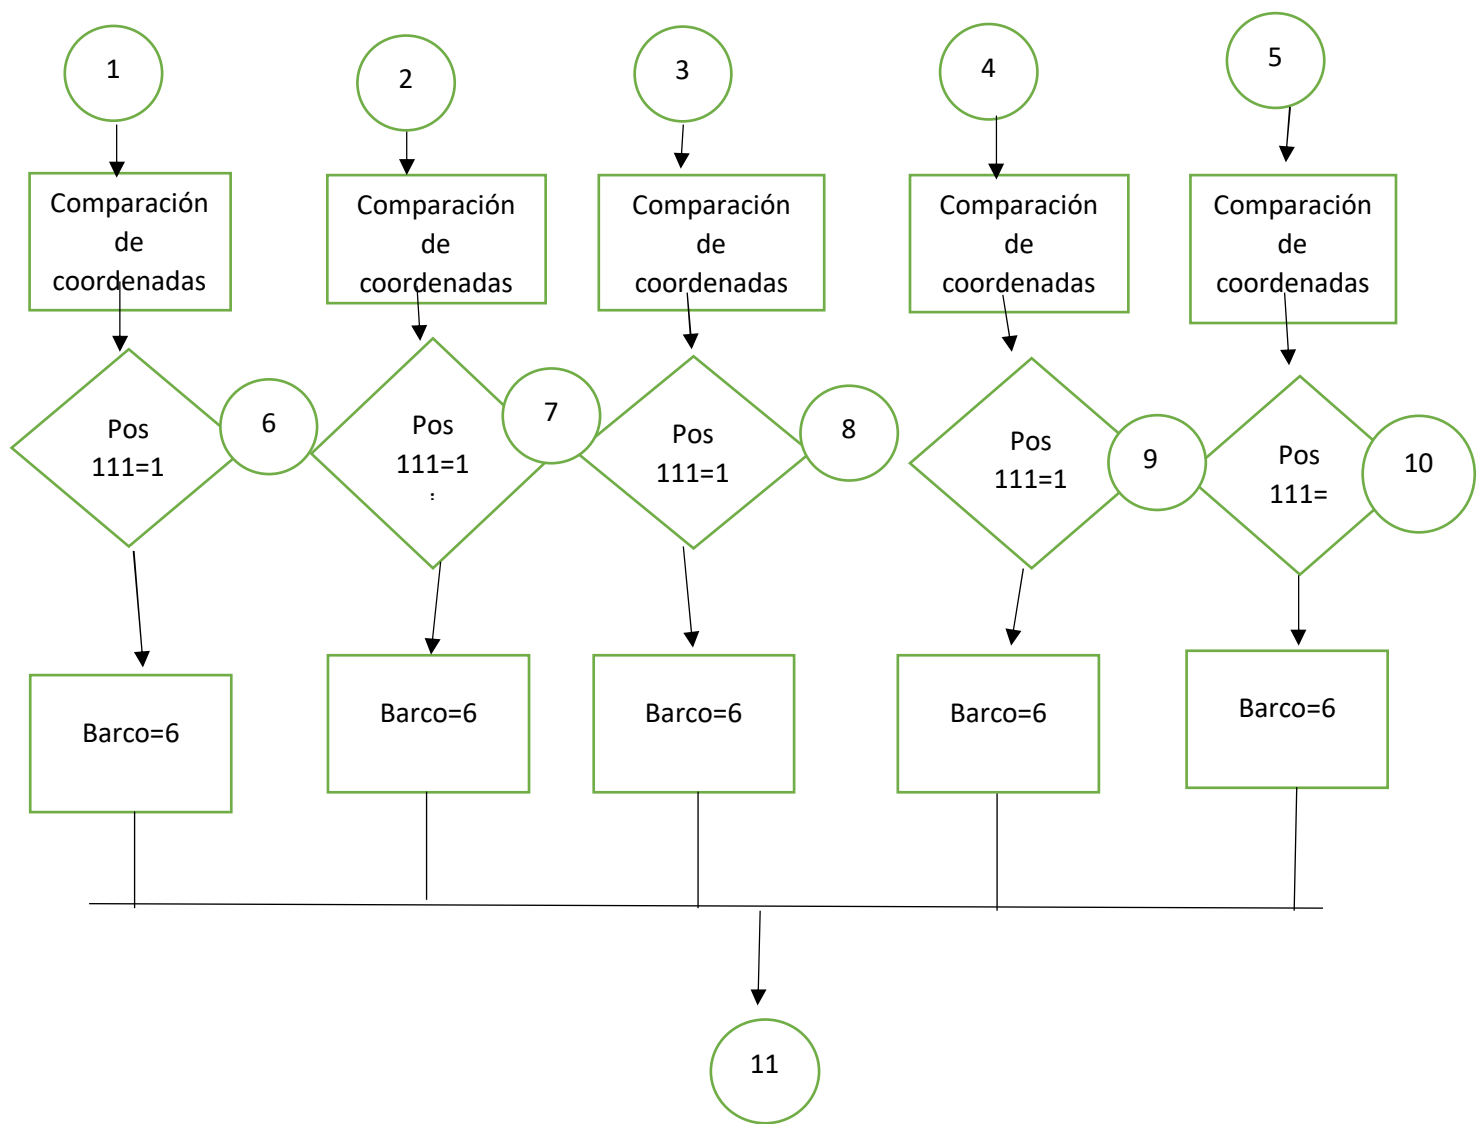 1
2
3
4
5
Comparación
de
coordenadas
Comparación
de
coordenadas
Comparación
de
coordenadas
Comparación
de
coordenadas
Comparación
de
coordenadas
Pos
111=1
6
Pos
111=1
:
7
Pos
111=1
8
Pos
111=1
9
Pos
111=
10
Barco=6
Barco=6
Barco=6
Barco=6
Barco=6
11